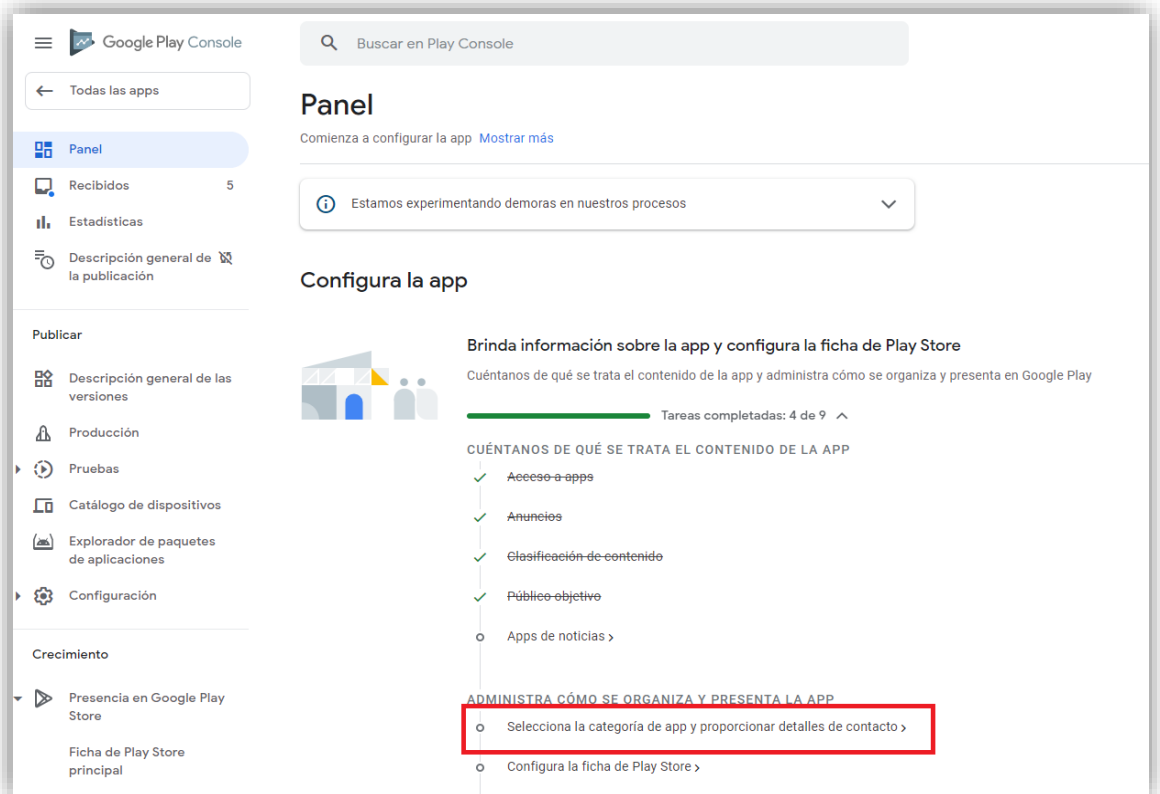 Google Play Console
Buscar en Play Console
Todas las apps
Panel
Recibidos 5
Estadísticas
Descripción general de
la publicación
Publicar
Descripción general de las
versiones
Producción
Pruebas
Catálogo de dispositivos
Explorador de paquetes
de aplicaciones
Configuración
Crecimiento
Presencia en Google Play
Store
Ficha de Play Store
principal
Panel
Comienza a configurar la app Mostrar más
Estamos experimentando demoras en nuestros procesos
Configura la app
Brinda información sobre la app y configura la ficha de Play Store
Cuéntanos de qué se trata el contenido de la app y administra cómo se organiza y presenta en Google Play
Tareas completadas: 4 de 9
CUÉNTANOS DE QUÉ SE TRATA EL CONTENIDO DE LA APP
Acceso a apps
Anuncios
Clasificación de contenido
Público objetivo
Apps de noticias
ADMINISTRA CÓMO SE ORGANIZA Y PRESENTA LA APP
Selecciona la categoría de app y proporcionar detalles de contacto
Configura la ficha de Play Store